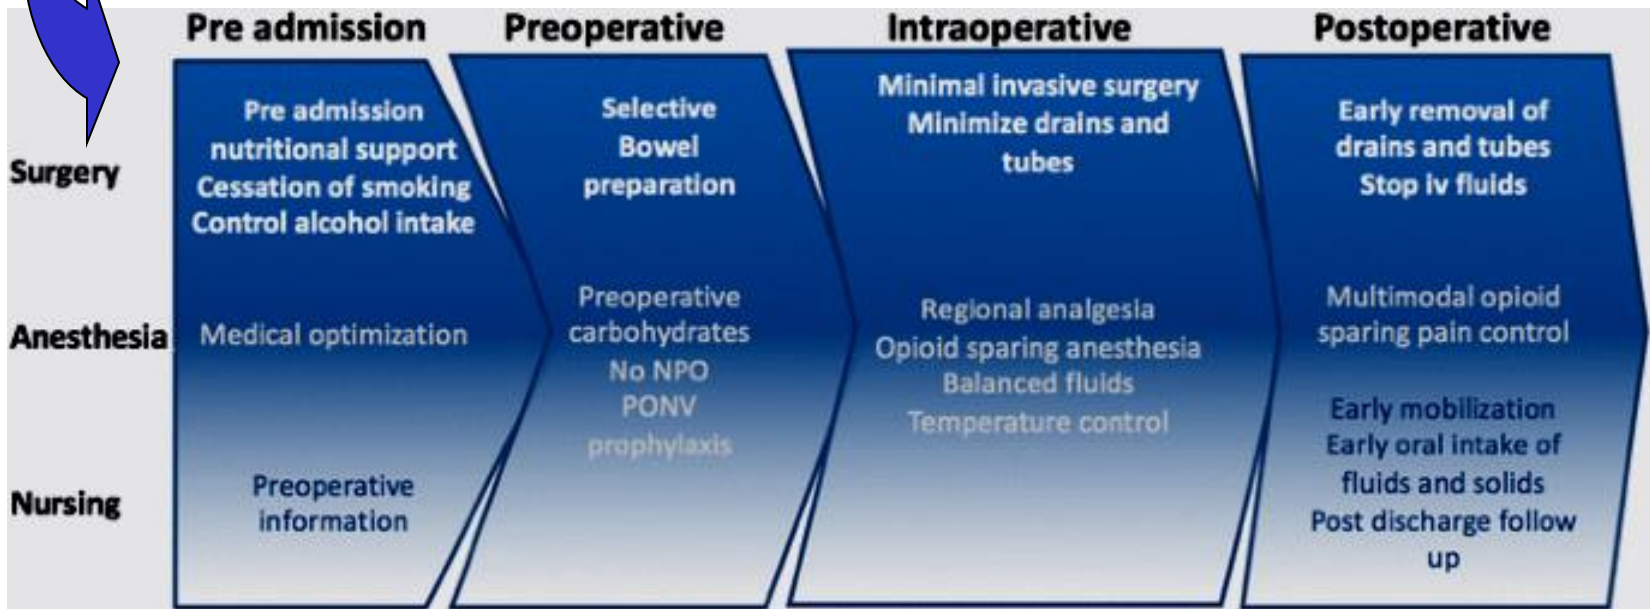 Pre admission
Preoperative
Intraoperative
Postoperative
Surgery
Pre admission
nutritional support
Cessation of smoking
Control alcohol intake
Selective
Bowel
preparation
Minimal invasive surgery
Minimize drains and
tubes
Early removal of
drains and tubes
Stop iv fluids
Anesthesia
Medical optimization
Preoperative
carbohydrates
No NPO
PONV
prophylaxis
Regional analgesia
Opioid sparing anesthesia
Balanced fluids
Temperature control
Multimodal opioid
sparing pain control
Nursing
Preoperative
information
Early mobilization
Early oral intake of
fluids and solids
Post discharge follow
up